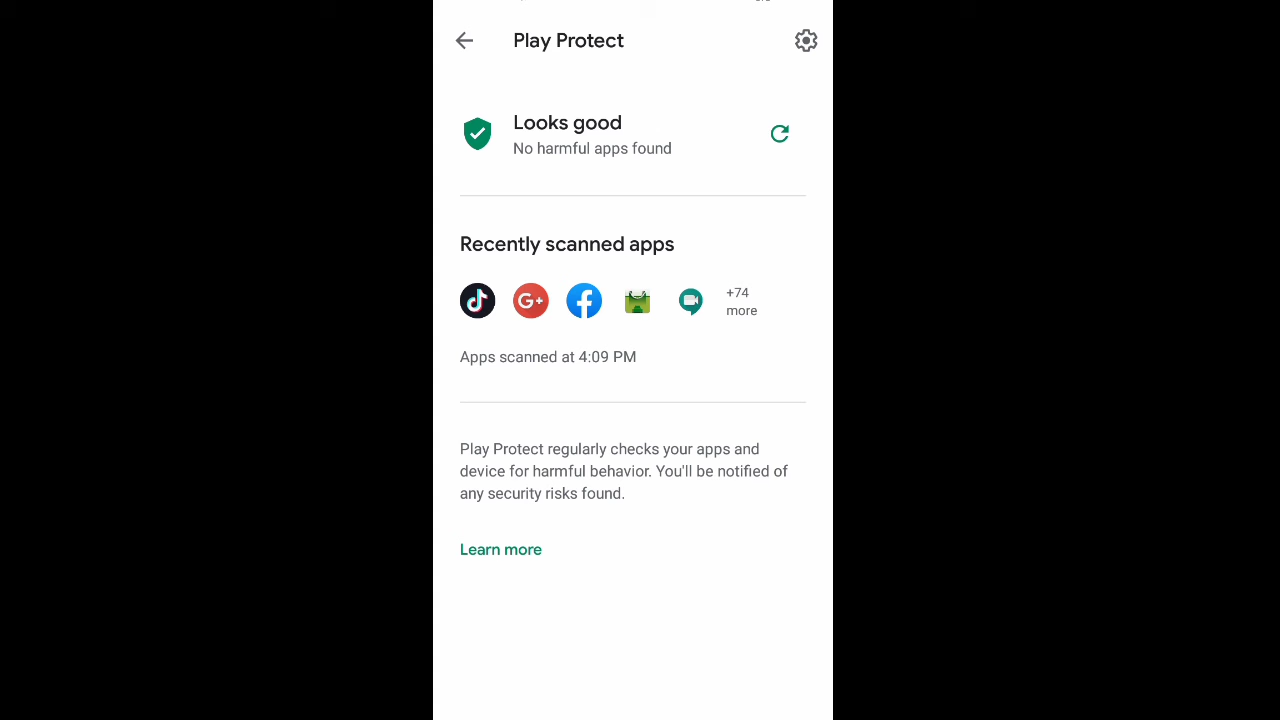 Play Protect
Looks good
No harmful apps found
Recently scanned apps
G+
+74
more
Apps scanned at 4:09 PM
Play Protect regularly checks your apps and
device for harmful behavior. You'll be notified of
any security risks found.
Learn more